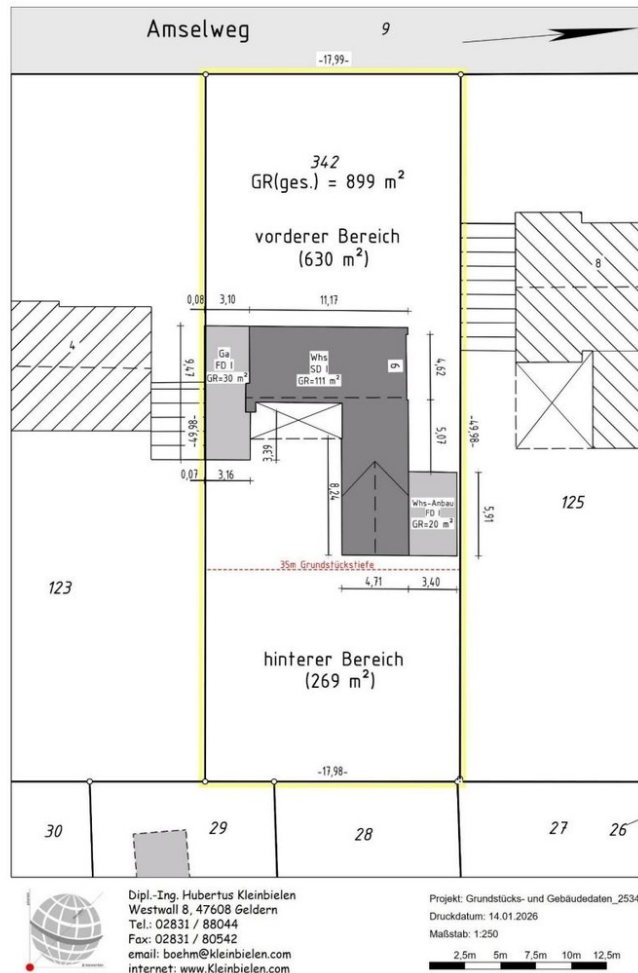 Amselweg 9
-17,99-
342
GR(ges.) = 899 m²
vorderer Bereich
(630 m²)
8
0,08 3,10 11,17
4
9,47
Ga
FD I
GR=30 m²
Whs
SD I
GR=111 m²
6
4,62
-49,98-
3,39
5,07
-49,98-
0,07 3,16
8,24
Whs-Anbau
FD I
GR=20 m²
5,91
125
35m Grundstückstiefe
123
4,71 3,40
hinterer Bereich
(269 m²)
-17,98-
30 29 28 27 26
Dipl.-Ing. Hubertus Kleinbielen
Westwall 8, 47608 Geldern
Tel.: 02831 / 88044
Fax: 02831 / 80542
email: boehm@kleinbielen.com
internet: www.Kleinbielen.com
Projekt: Grundstücks- und Gebäudedaten_2534
Druckdatum: 14.01.2026
Maßstab: 1:250
2,5m 5m 7,5m 10m 12,5m